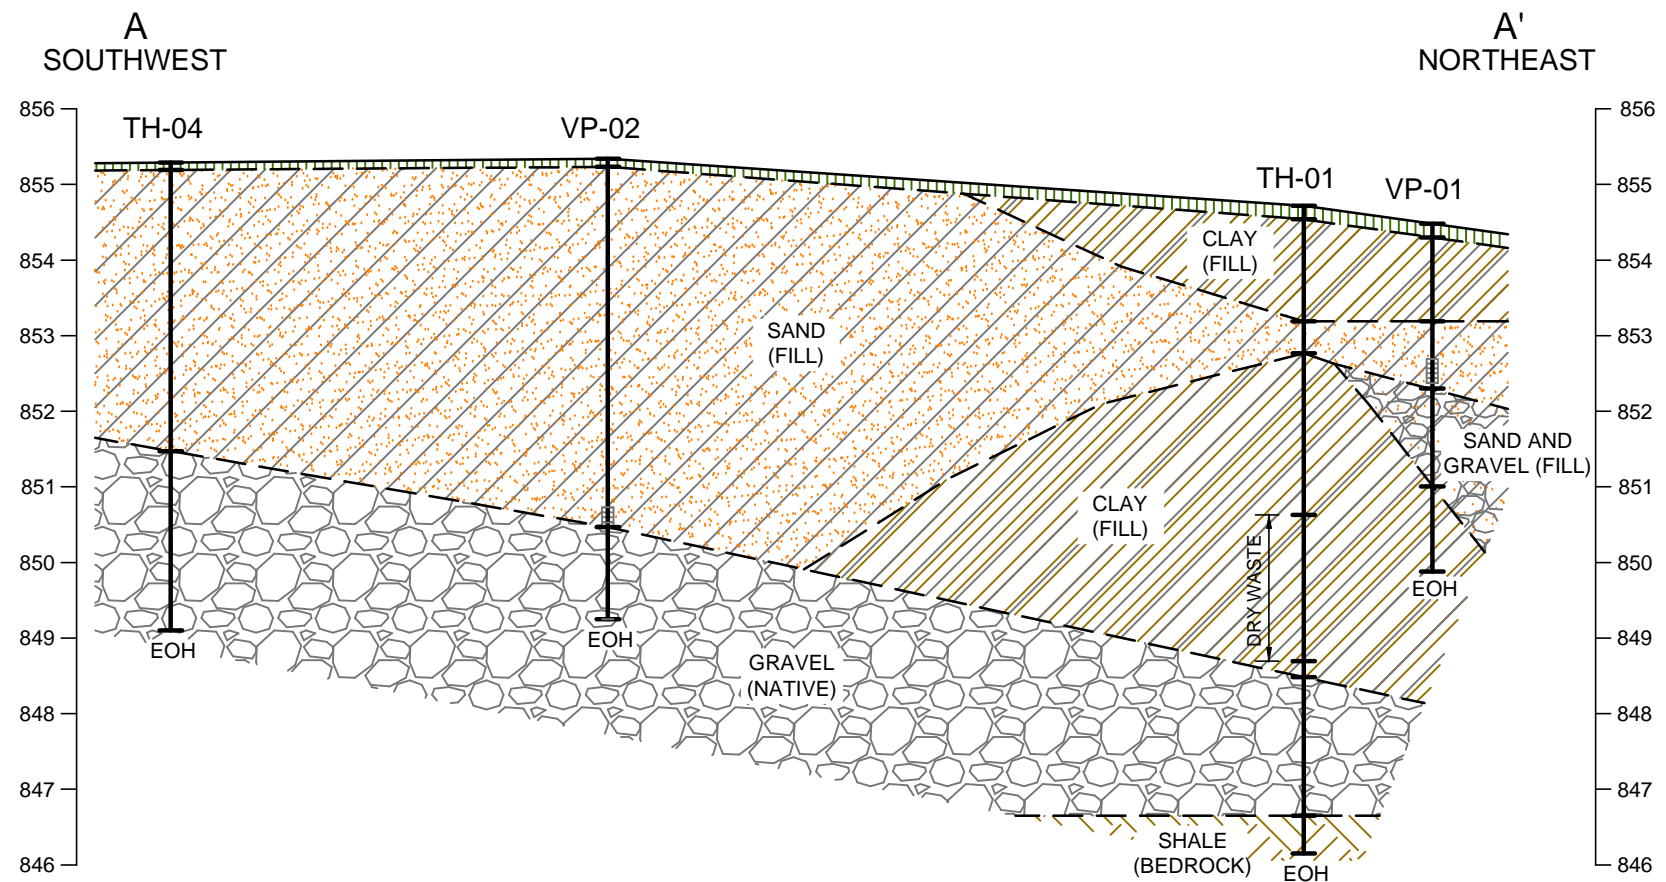 A
SOUTHWEST
A'
NORTHEAST
856
855
854
853
852
851
850
849
848
847
846
856
855
854
853
852
851
850
849
848
847
846
TH-04
VP-02
TH-01
VP-01
CLAY
(FILL)
SAND
(FILL)
SAND AND
GRAVEL (FILL)
CLAY
(FILL)
DRY WASTE
EOH
EOH
EOH
GRAVEL
(NATIVE)
SHALE
(BEDROCK)
EOH